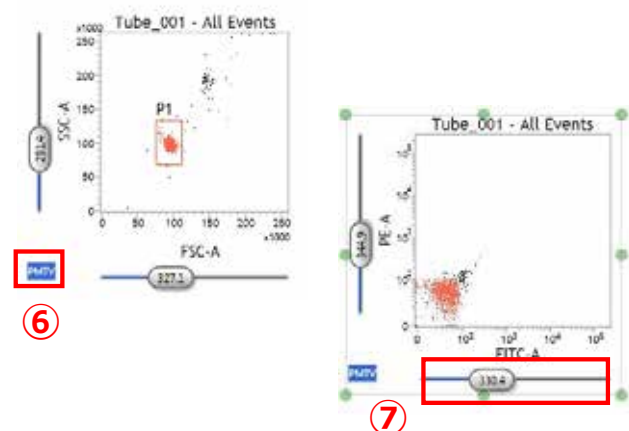 Tube_001 - All Events
x1000
250
200
150
100
50
0
SSC-A
P1
0 50 100 150 200 250
x1000
FSC-A
PMTV
327.1
⑥
Tube_001 - All Events
PE-A
344.9
0
0 10² 10³ 10⁴ 10⁵
FITC-A
PMTV
330.4
⑦